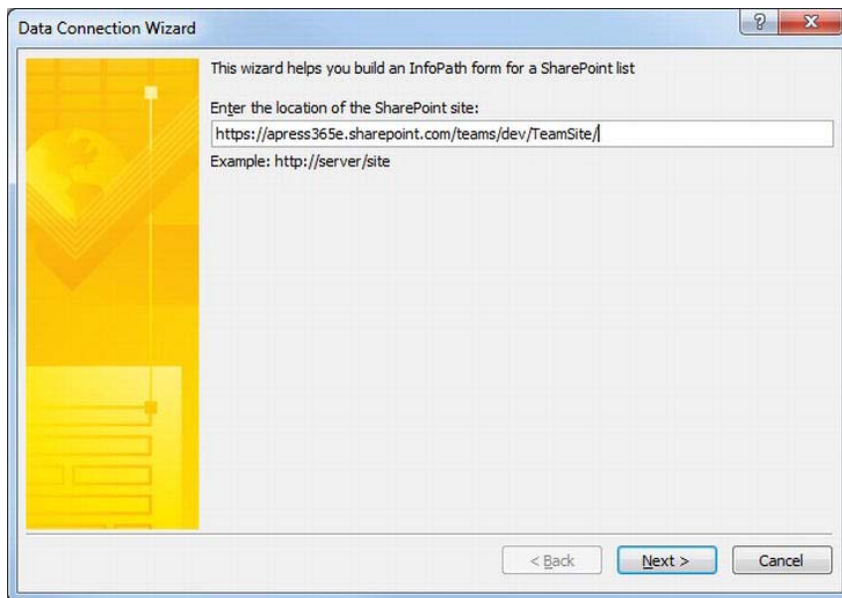 Data Connection Wizard
This wizard helps you build an InfoPath form for a SharePoint list
Enter the location of the SharePoint site:
https://apress365e.sharepoint.com/teams/dev/TeamSite/
Example: http://server/site
< Back
Next >
Cancel